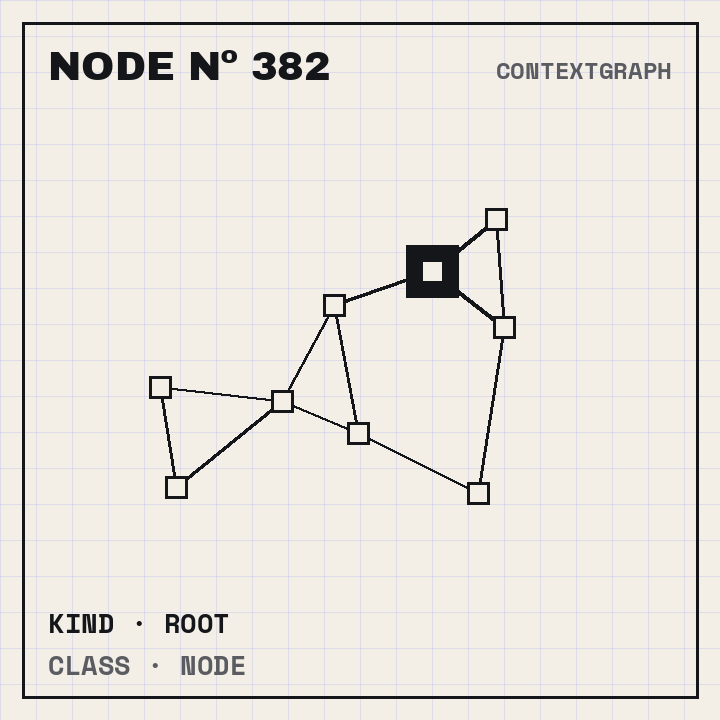 NODE Nº 382
CONTEXTGRAPH
KIND · ROOT
CLASS · NODE